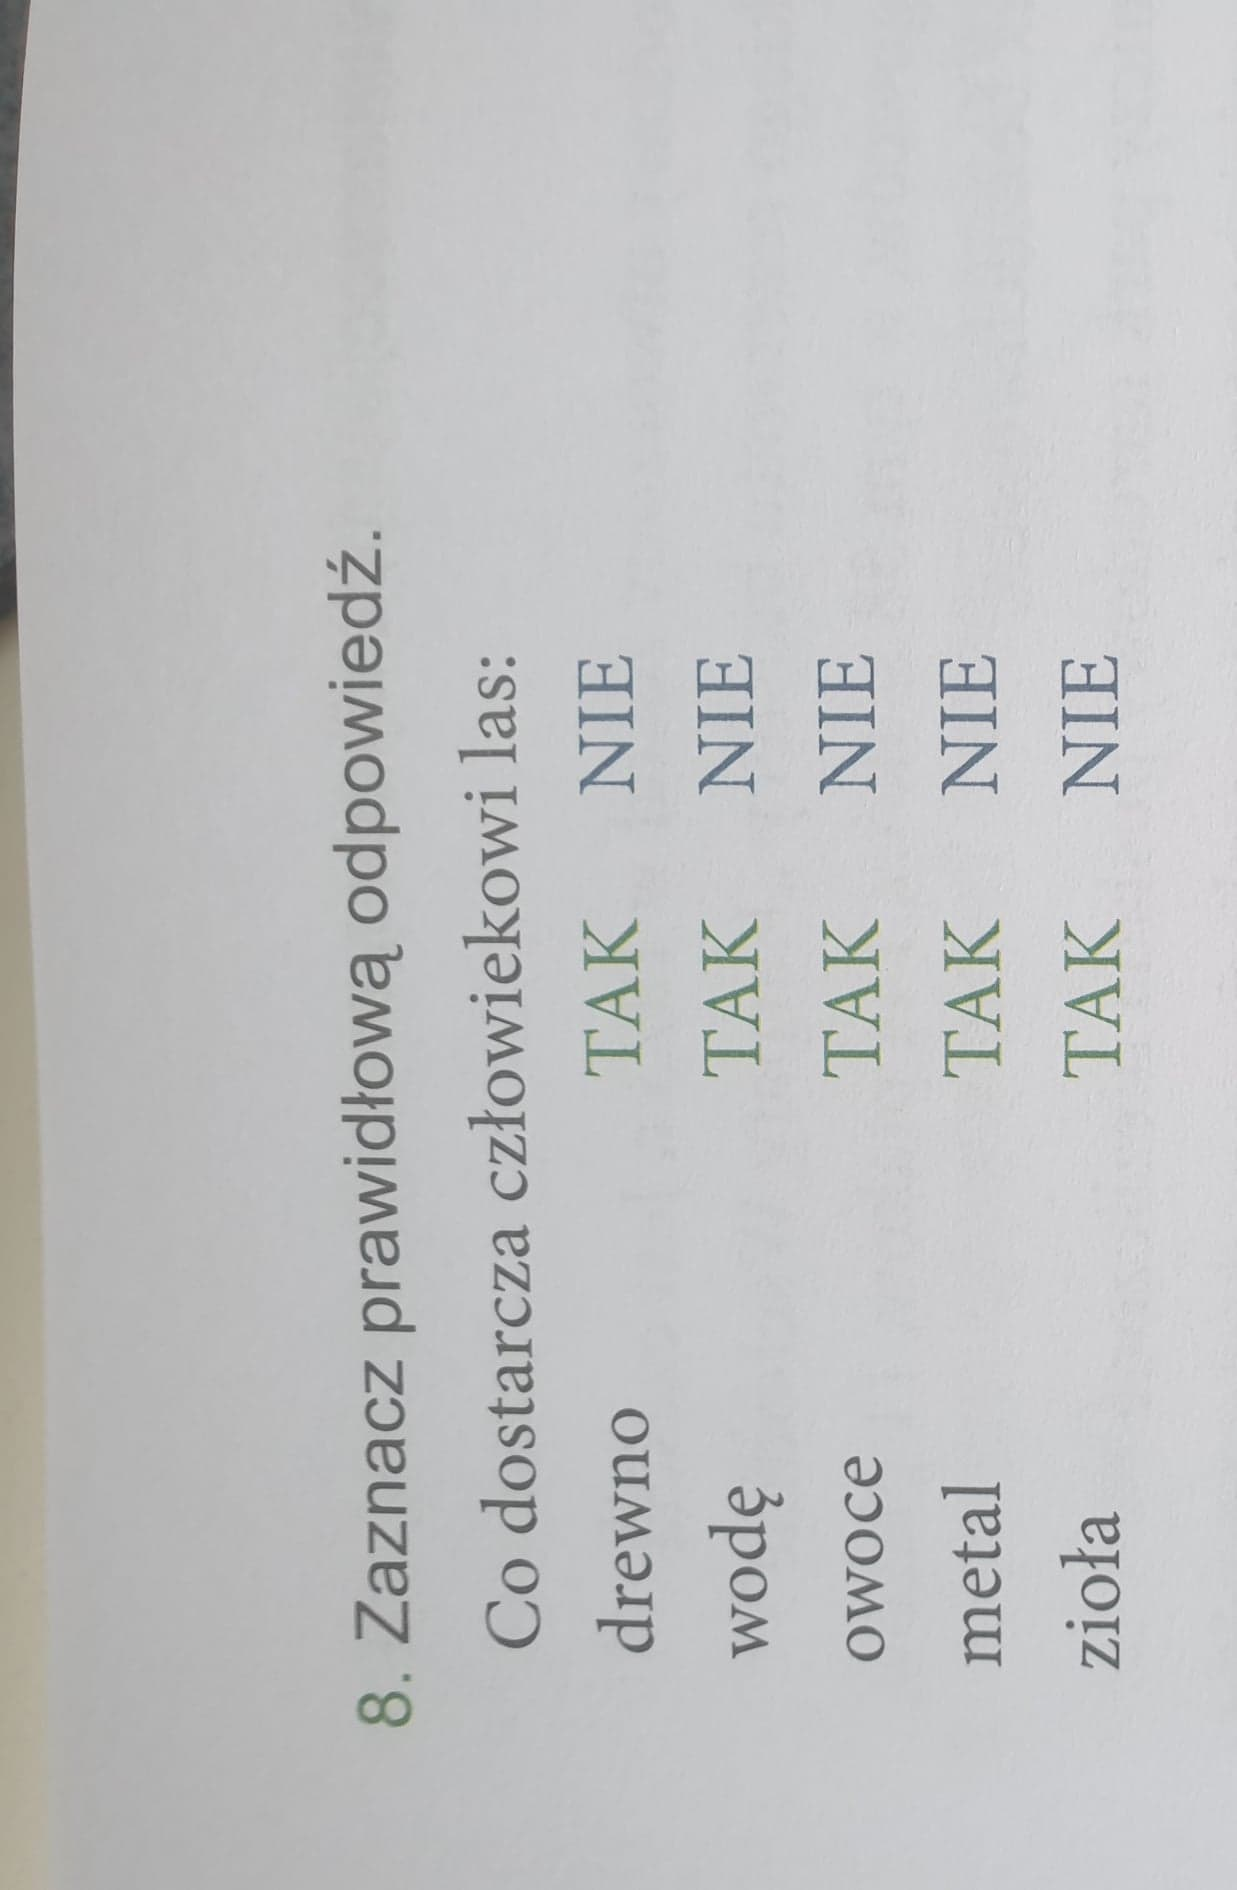 8. Zaznacz prawidłową odpowiedź.
Co dostarcza człowiekowi las:
drewno TAK NIE
wodę TAK NIE
owoce TAK NIE
metal TAK NIE
zioła TAK NIE